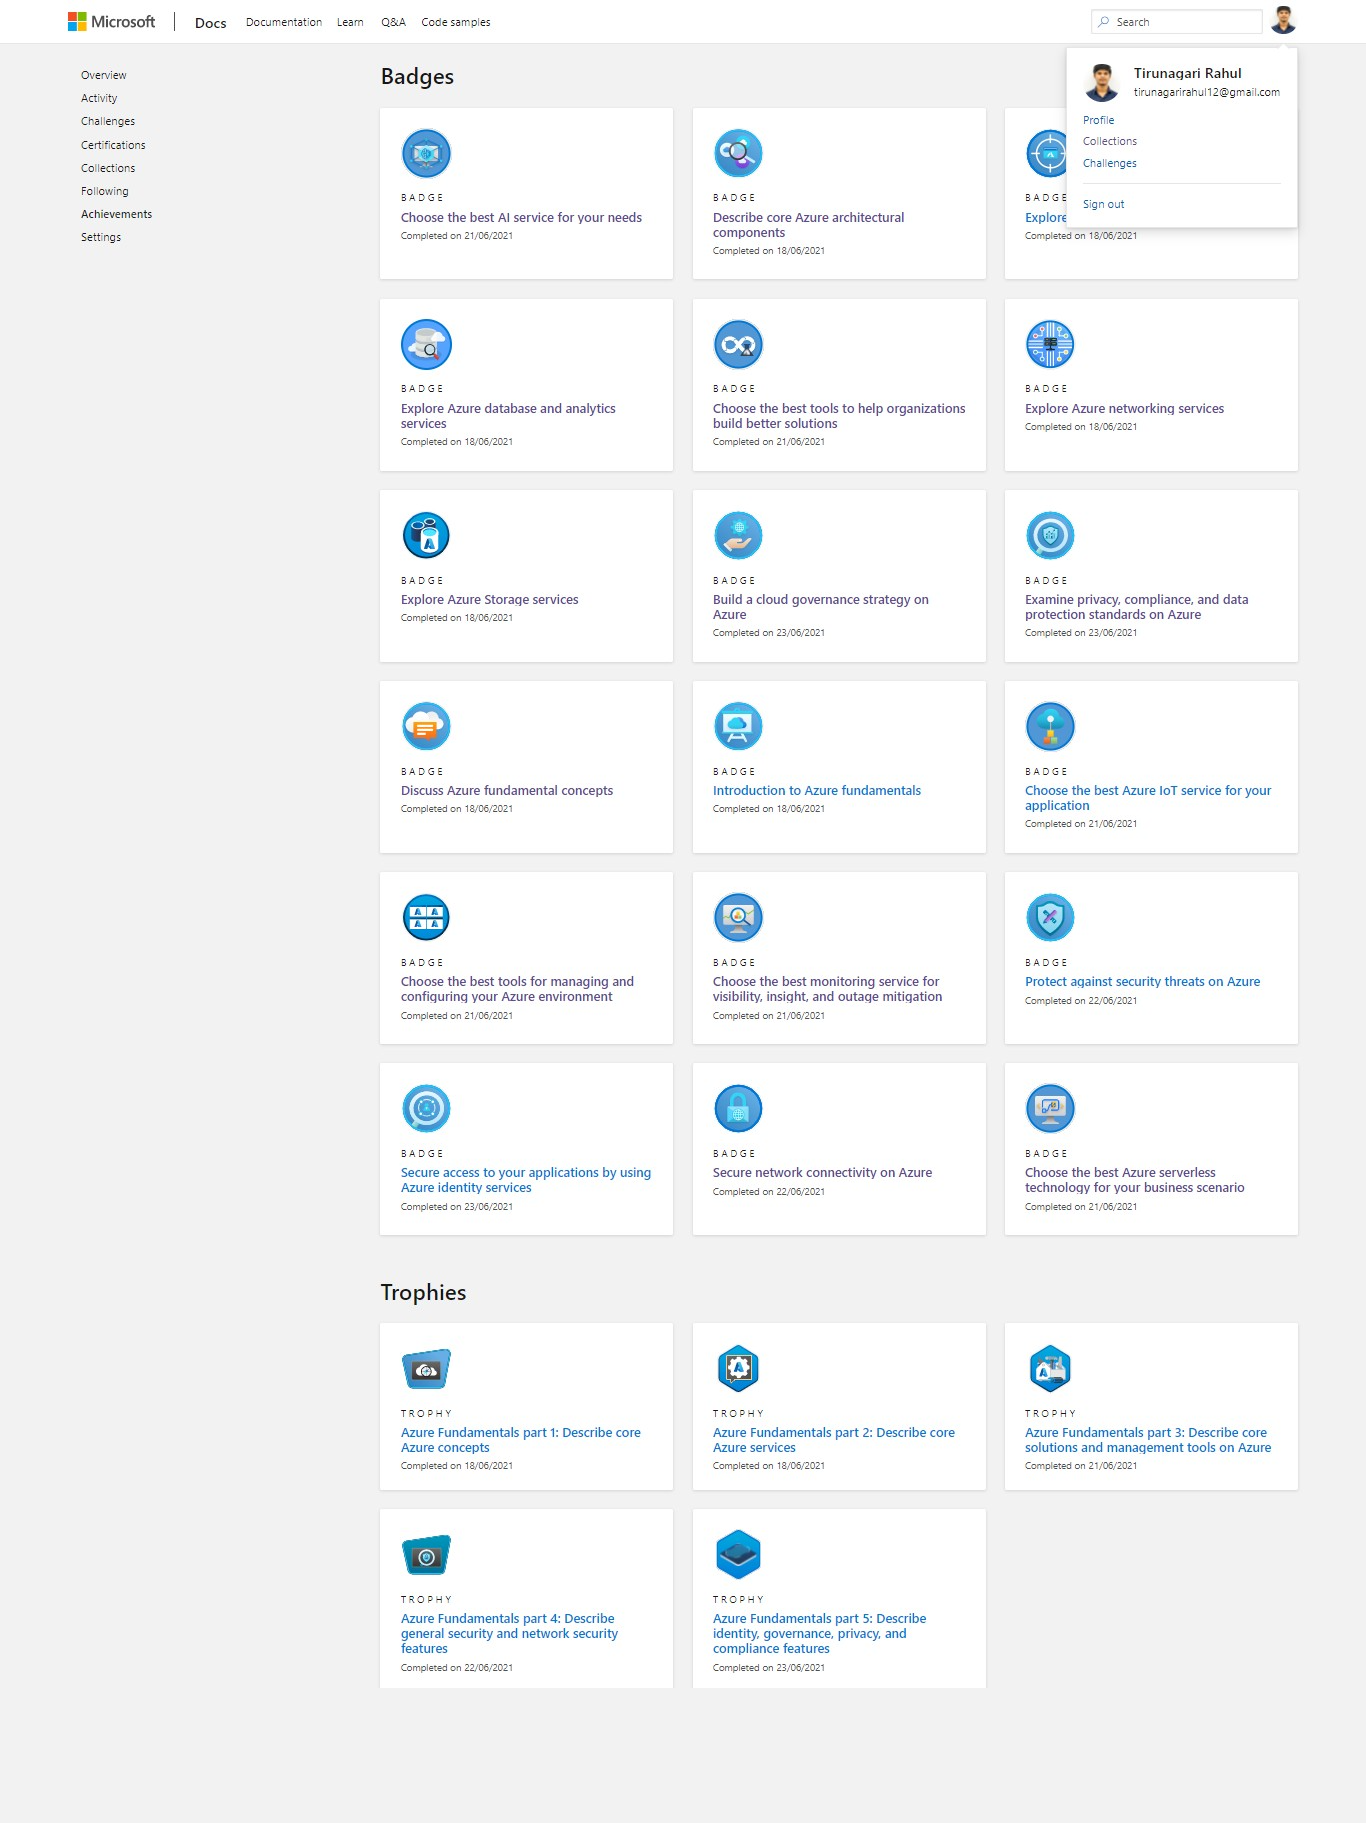 Microsoft
Docs
Documentation
Learn
Q&A
Code samples
Search
Tirunagari Rahul
tirunagarirahul12@gmail.com
Profile
Collections
Challenges
Sign out
Overview
Activity
Challenges
Certifications
Collections
Following
Achievements
Settings
Badges
BADGE
Choose the best AI service for your needs
Completed on 21/06/2021
BADGE
Describe core Azure architectural
components
Completed on 18/06/2021
BADGE
Explore
Completed on 18/06/2021
BADGE
Explore Azure database and analytics
services
Completed on 18/06/2021
BADGE
Choose the best tools to help organizations
build better solutions
Completed on 21/06/2021
BADGE
Explore Azure networking services
Completed on 18/06/2021
BADGE
Explore Azure Storage services
Completed on 18/06/2021
BADGE
Build a cloud governance strategy on
Azure
Completed on 23/06/2021
BADGE
Examine privacy, compliance, and data
protection standards on Azure
Completed on 23/06/2021
BADGE
Discuss Azure fundamental concepts
Completed on 18/06/2021
BADGE
Introduction to Azure fundamentals
Completed on 18/06/2021
BADGE
Choose the best Azure IoT service for your
application
Completed on 21/06/2021
BADGE
Choose the best tools for managing and
configuring your Azure environment
Completed on 21/06/2021
BADGE
Choose the best monitoring service for
visibility, insight, and outage mitigation
Completed on 21/06/2021
BADGE
Protect against security threats on Azure
Completed on 22/06/2021
BADGE
Secure access to your applications by using
Azure identity services
Completed on 23/06/2021
BADGE
Secure network connectivity on Azure
Completed on 22/06/2021
BADGE
Choose the best Azure serverless
technology for your business scenario
Completed on 21/06/2021
Trophies
TROPHY
Azure Fundamentals part 1: Describe core
Azure concepts
Completed on 18/06/2021
TROPHY
Azure Fundamentals part 2: Describe core
Azure services
Completed on 18/06/2021
TROPHY
Azure Fundamentals part 3: Describe core
solutions and management tools on Azure
Completed on 21/06/2021
TROPHY
Azure Fundamentals part 4: Describe
general security and network security
features
Completed on 22/06/2021
TROPHY
Azure Fundamentals part 5: Describe
identity, governance, privacy, and
compliance features
Completed on 23/06/2021